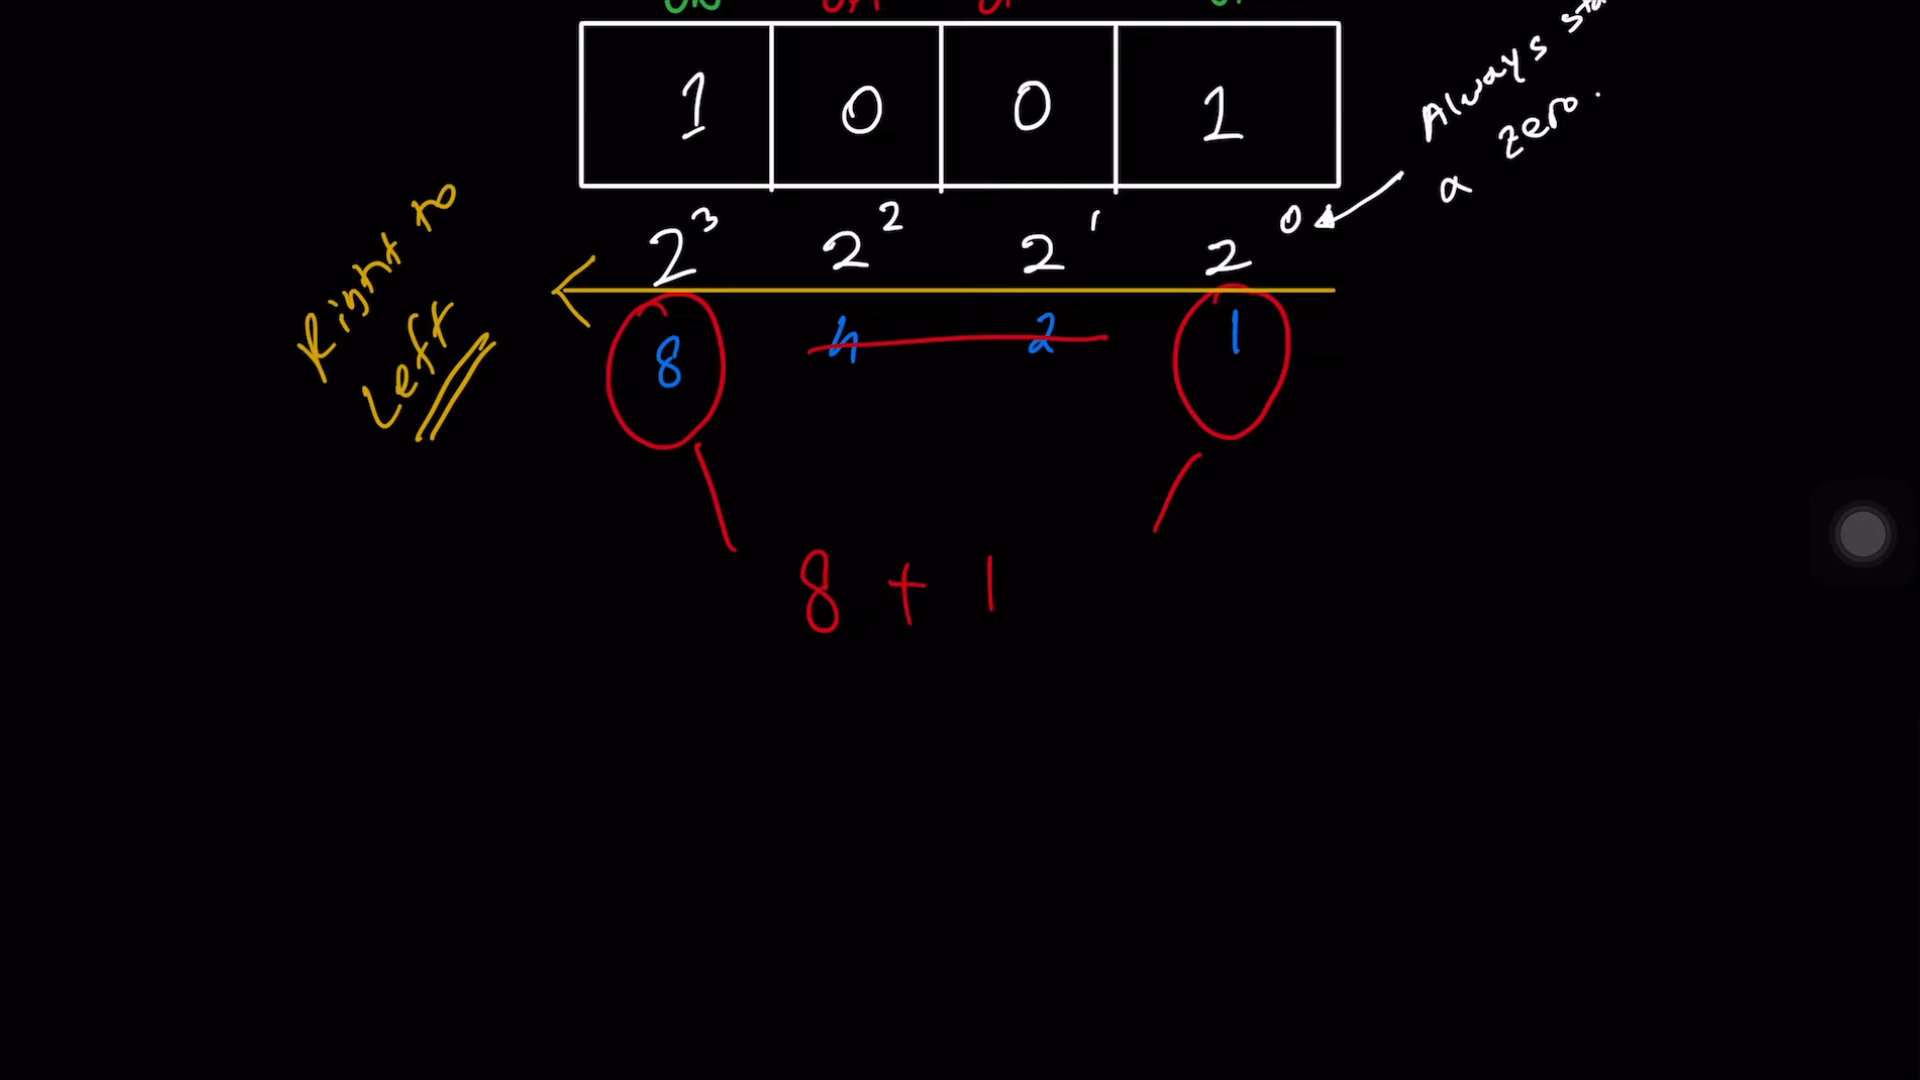 1 0 0 1
2³ 2² 2¹ 2⁰
8 4 2 1
8 + 1
Right to
Left
Always
a zero.